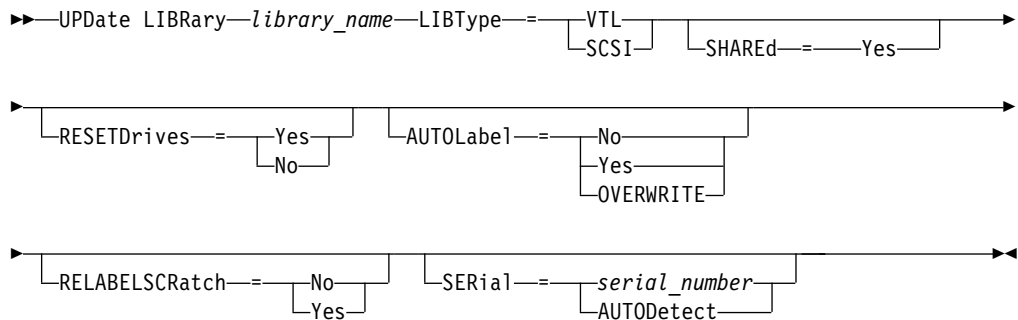 UPDate LIBRary library_name LIBType = VTL
SCSI
SHAREd = Yes
RESETDrives = Yes
No
AUTOLabel = No
Yes
OVERWRITE
RELABELSCRatch = No
Yes
SERial = serial_number
AUTODetect